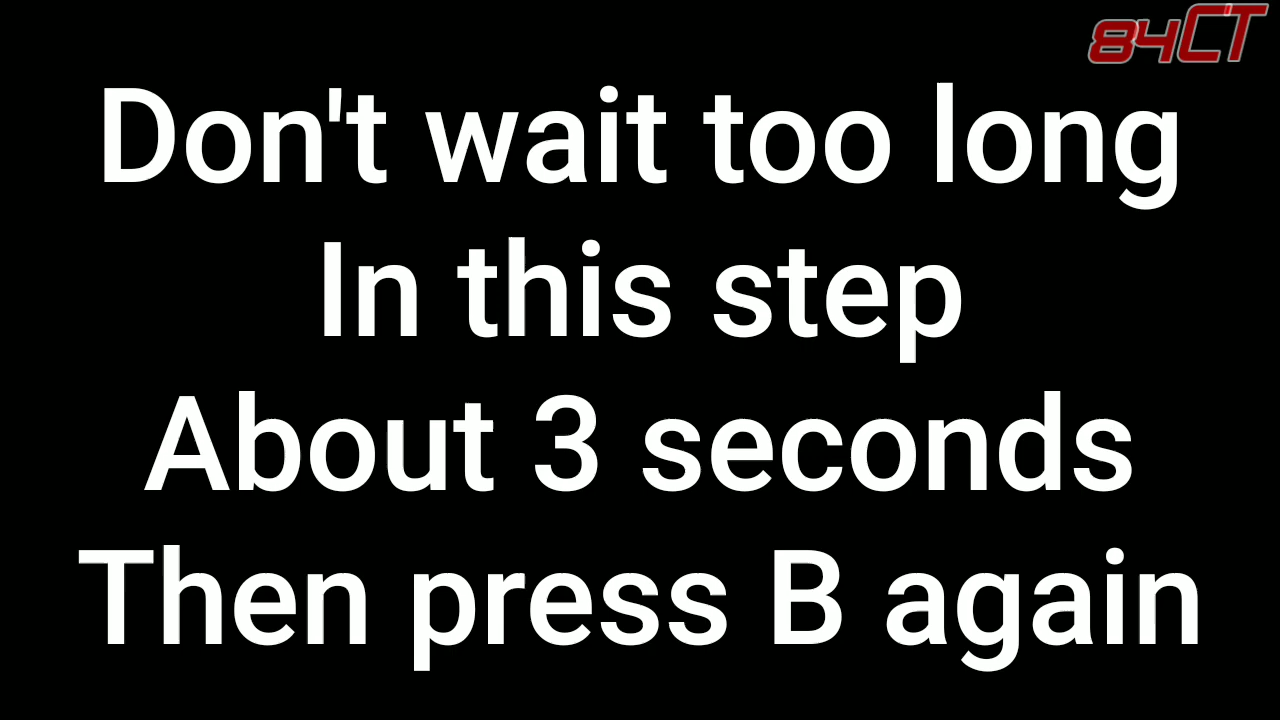 84CT
Don't wait too long
In this step
About 3 seconds
Then press B again